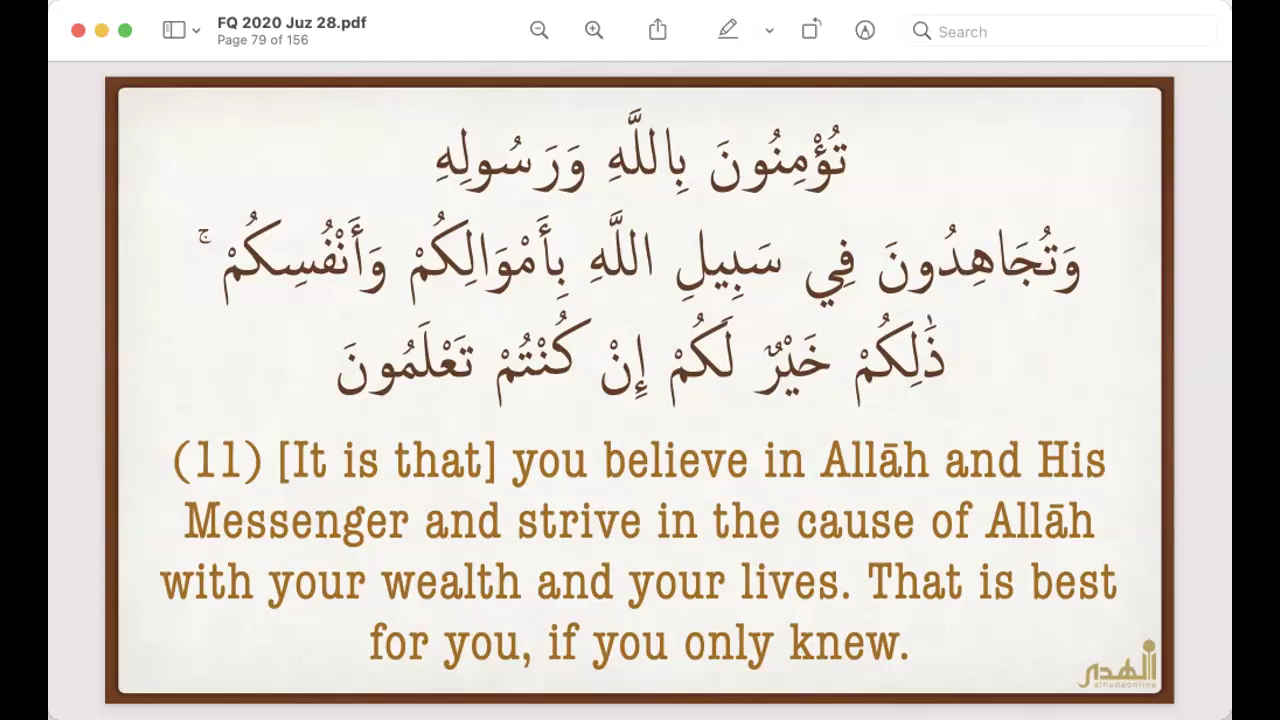 FQ 2020 Juz 28.pdf
Page 79 of 156
Search
تُؤْمِنُونَ بِاللَّهِ وَرَسُولِهِ
وَتُجَاهِدُونَ فِي سَبِيلِ اللَّهِ بِأَمْوَالِكُمْ وَأَنْفُسِكُمْ ۚ
ذَٰلِكُمْ خَيْرٌ لَكُمْ إِنْ كُنْتُمْ تَعْلَمُونَ
(11) [It is that] you believe in Allāh and His
Messenger and strive in the cause of Allāh
with your wealth and your lives. That is best
for you, if you only knew.
الهدى
alhudaonline